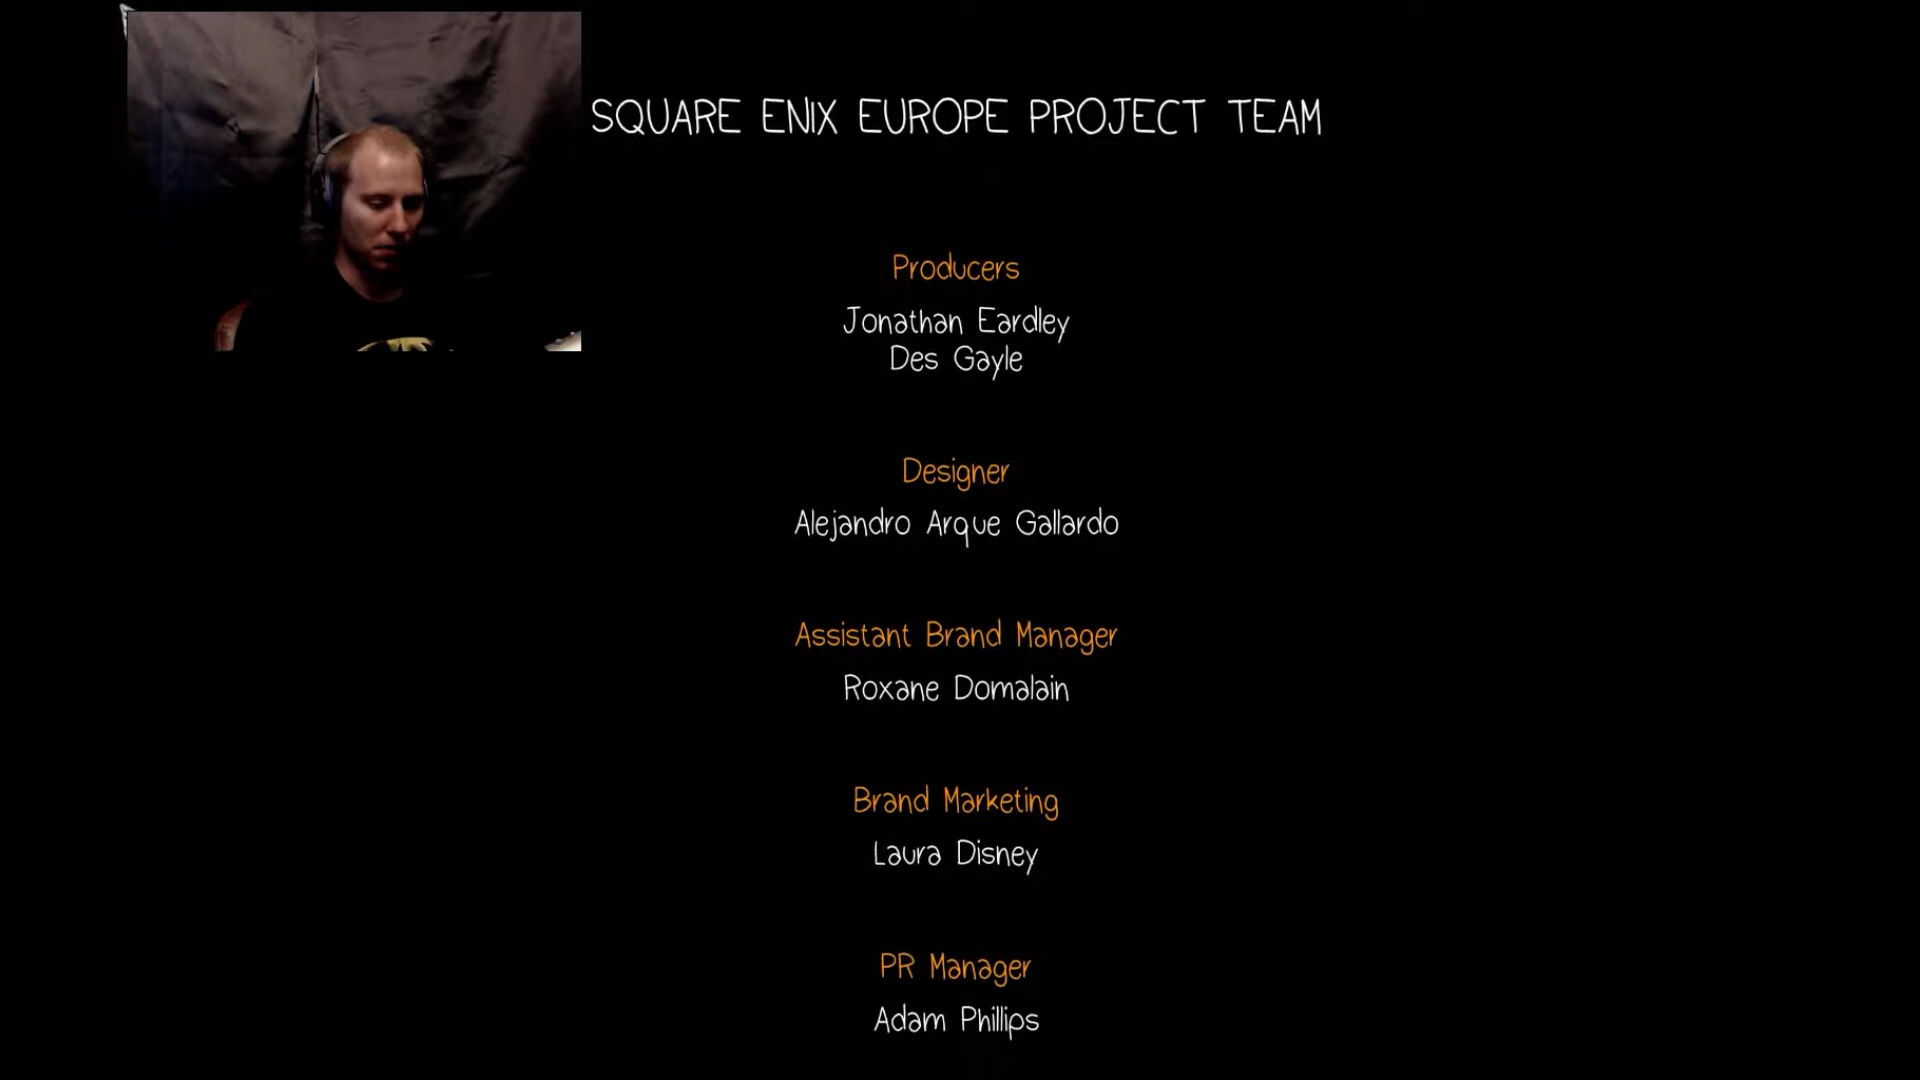 SQUARE ENIX EUROPE PROJECT TEAM
Producers
Jonathan Eardley
Des Gayle
Designer
Alejandro Arque Gallardo
Assistant Brand Manager
Roxane Domalain
Brand Marketing
Laura Disney
PR Manager
Adam Phillips